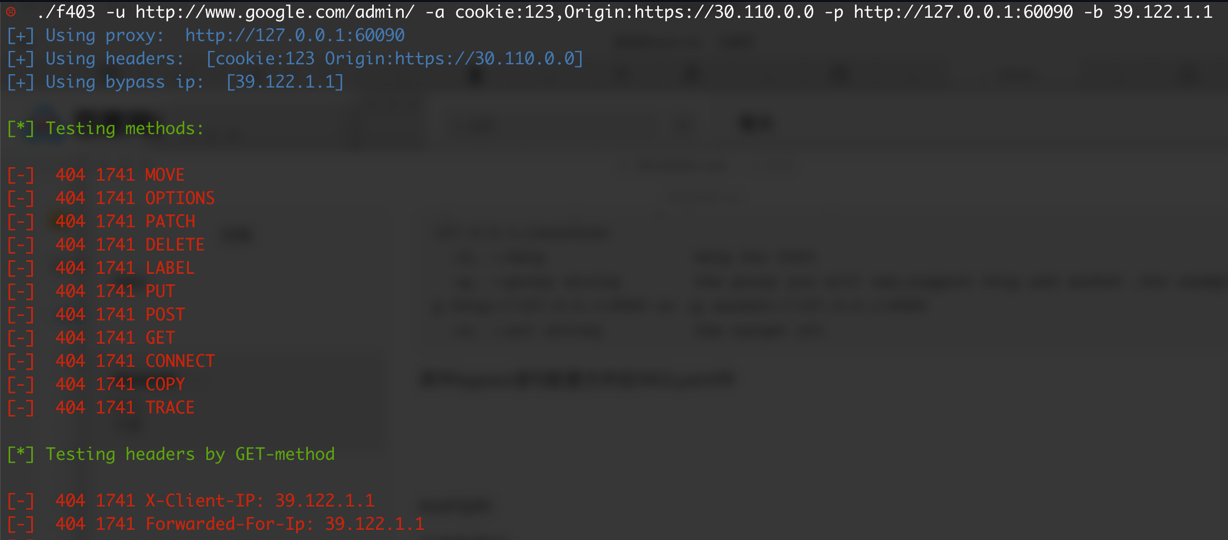 ./f403 -u http://www.google.com/admin/ -a cookie:123,Origin:https://30.110.0.0 -p http://127.0.0.1:60090 -b 39.122.1.1
[+] Using proxy:  http://127.0.0.1:60090
[+] Using headers:  [cookie:123 Origin:https://30.110.0.0]
[+] Using bypass ip:  [39.122.1.1]
[*] Testing methods:
[-]  404 1741 MOVE
[-]  404 1741 OPTIONS
[-]  404 1741 PATCH
[-]  404 1741 DELETE
[-]  404 1741 LABEL
[-]  404 1741 PUT
[-]  404 1741 POST
[-]  404 1741 GET
[-]  404 1741 CONNECT
[-]  404 1741 COPY
[-]  404 1741 TRACE
[*] Testing headers by GET-method
[-]  404 1741 X-Client-IP: 39.122.1.1
[-]  404 1741 Forwarded-For-Ip: 39.122.1.1